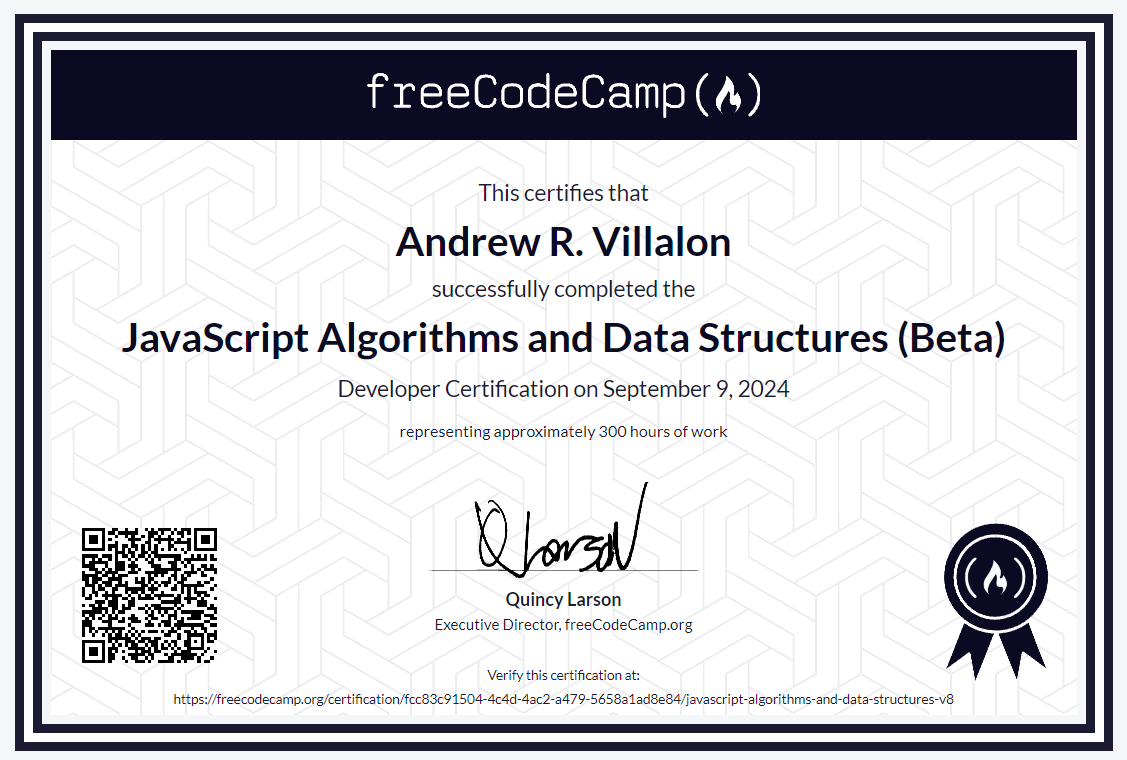 freeCodeCamp
This certifies that
Andrew R. Villalon
successfully completed the
JavaScript Algorithms and Data Structures (Beta)
Developer Certification on September 9, 2024
representing approximately 300 hours of work
Q Larson
Quincy Larson
Executive Director, freeCodeCamp.org
Verify this certification at:
https://freecodecamp.org/certification/fcc83c91504-4c4d-4ac2-a479-5658a1ad8e84/javascript-algorithms-and-data-structures-v8